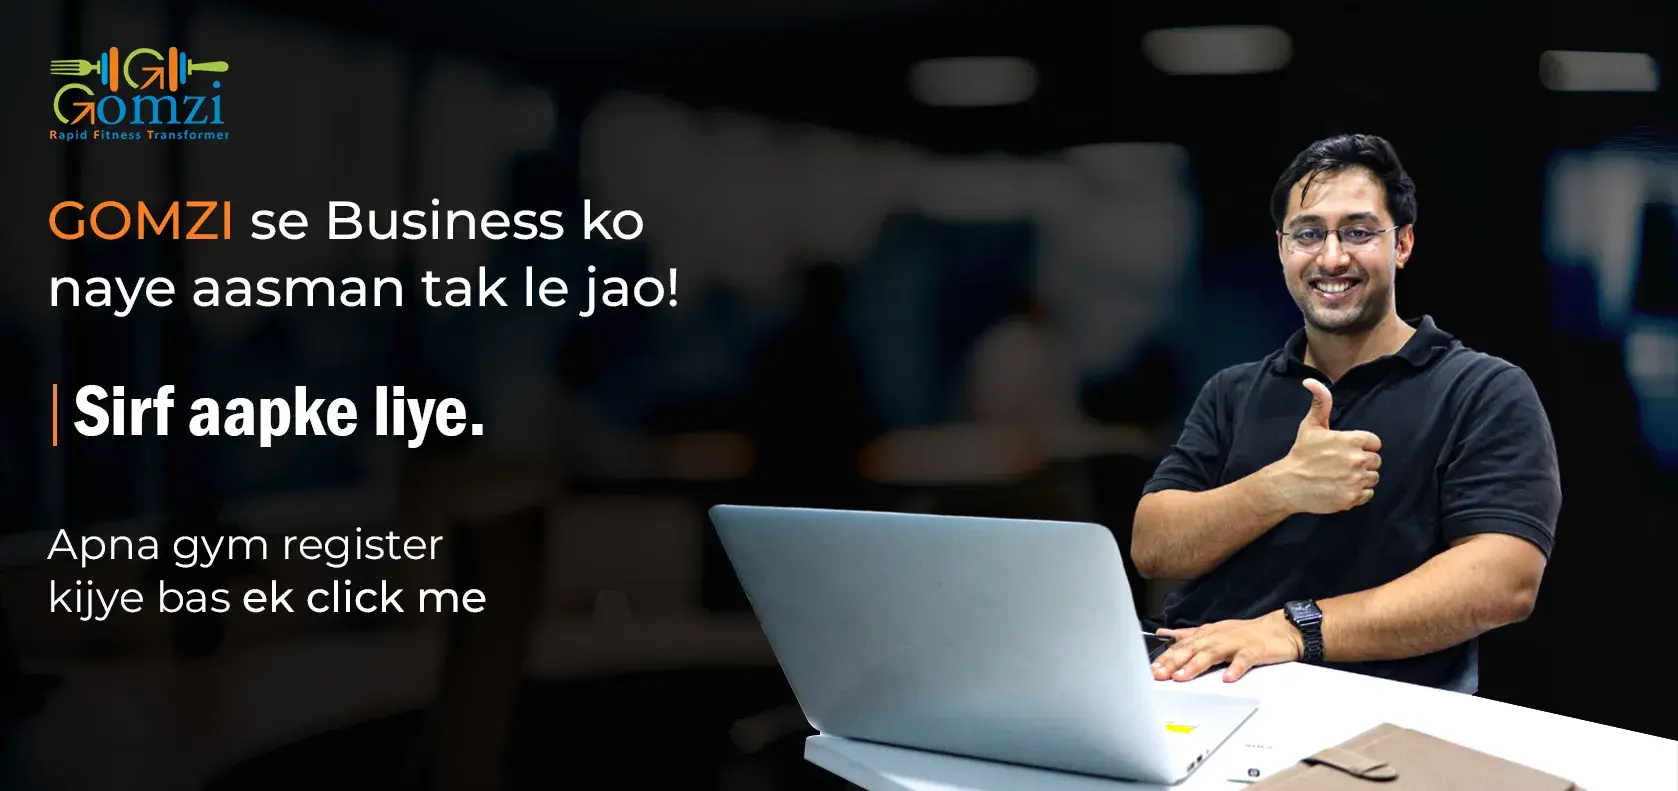 Gomzi
Rapid Fitness Transformer
GOMZI se Business ko
naye aasman tak le jao!
Sirf aapke liye.
Apna gym register
kijye bas ek click me